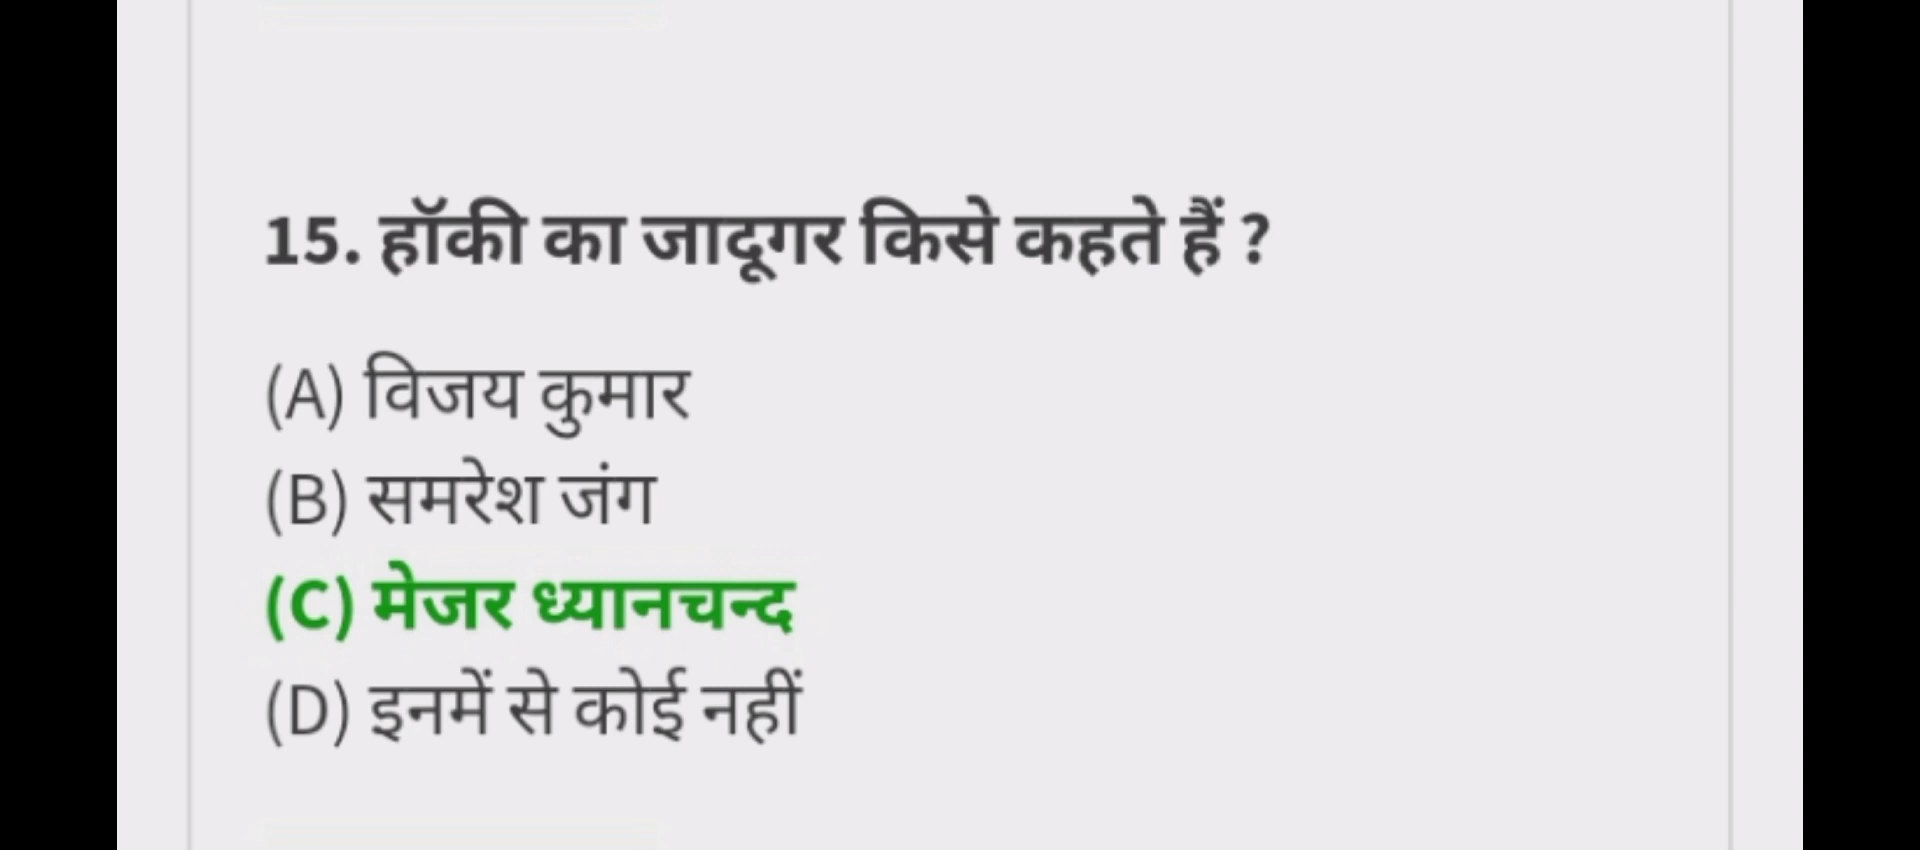 15. हॉकी का जादूगर किसे कहते हैं ?
(A) विजय कुमार
(B) समरेश जंग
(C) मेजर ध्यानचन्द
(D) इनमें से कोई नहीं